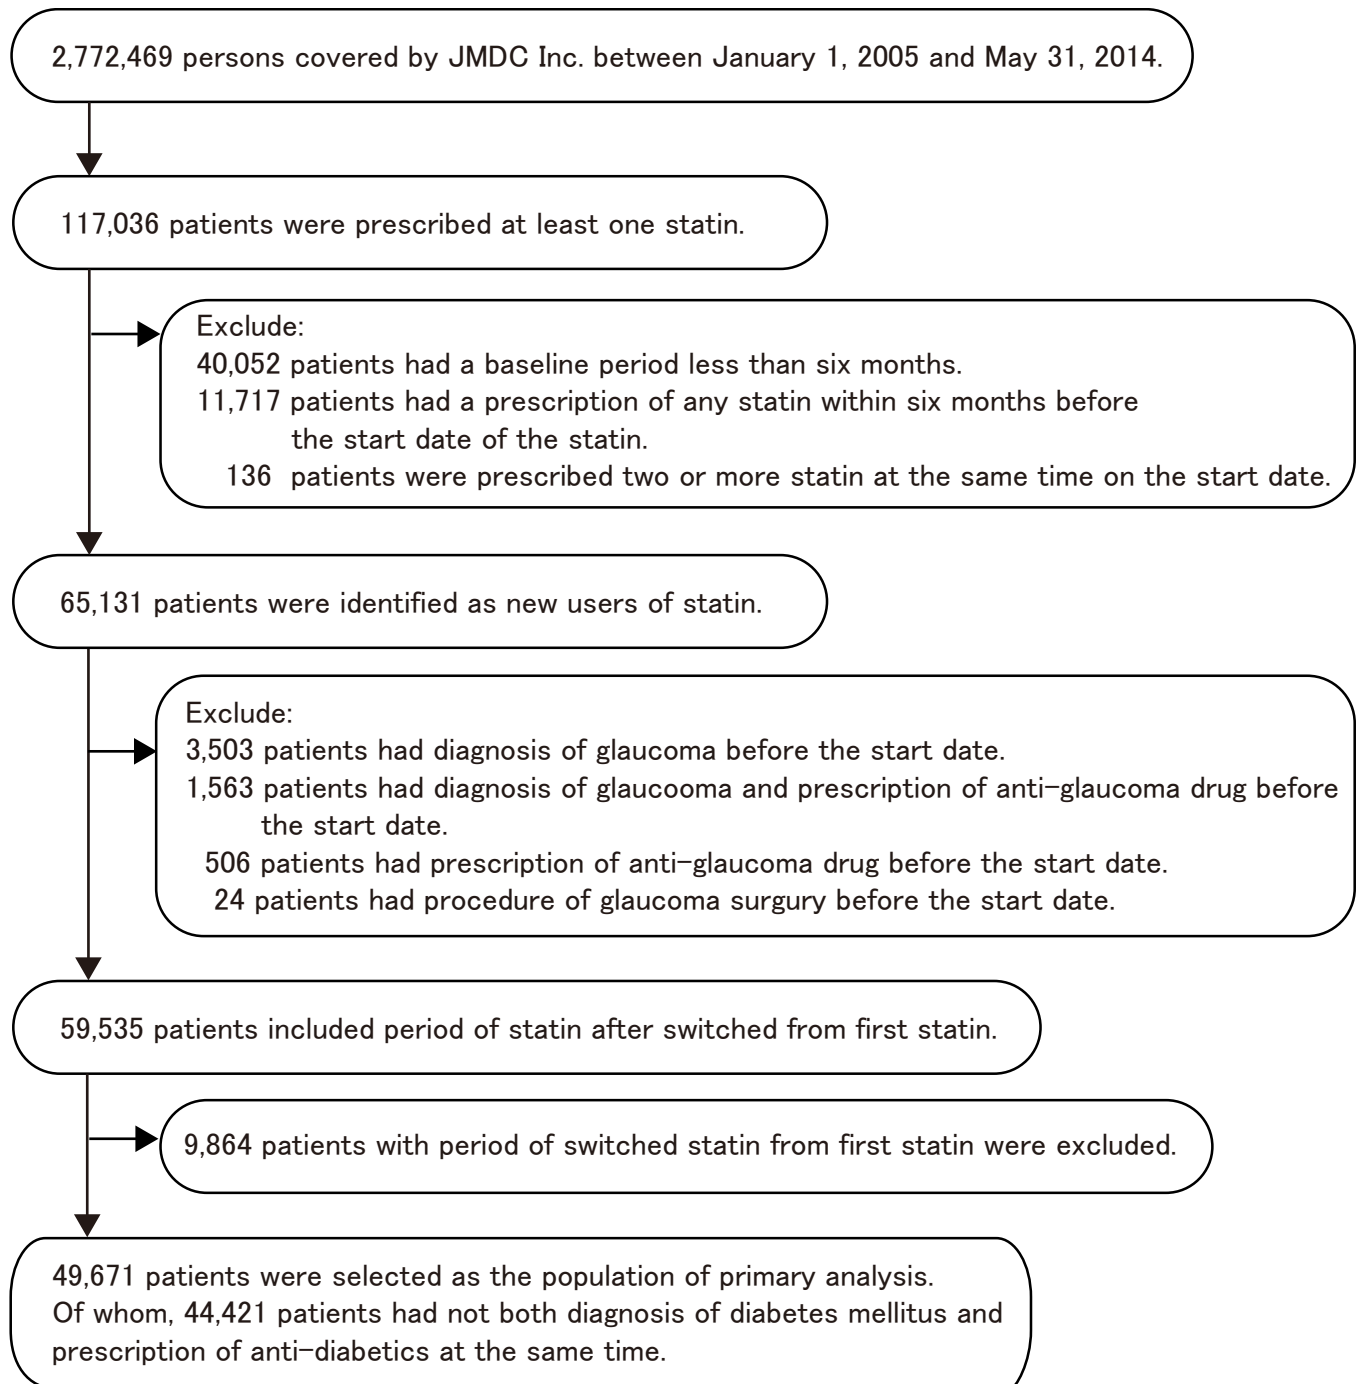 2,772,469 persons covered by JMDC Inc. between January 1, 2005 and May 31, 2014.
117,036 patients were prescribed at least one statin.
Exclude:
40,052 patients had a baseline period less than six months.
11,717 patients had a prescription of any statin within six months before
the start date of the statin.
136 patients were prescribed two or more statin at the same time on the start date.
65,131 patients were identified as new users of statin.
Exclude:
3,503 patients had diagnosis of glaucoma before the start date.
1,563 patients had diagnosis of glaucooma and prescription of anti-glaucoma drug before
the start date.
506 patients had prescription of anti-glaucoma drug before the start date.
24 patients had procedure of glaucoma surgury before the start date.
59,535 patients included period of statin after switched from first statin.
9,864 patients with period of switched statin from first statin were excluded.
49,671 patients were selected as the population of primary analysis.
Of whom, 44,421 patients had not both diagnosis of diabetes mellitus and
prescription of anti-diabetics at the same time.